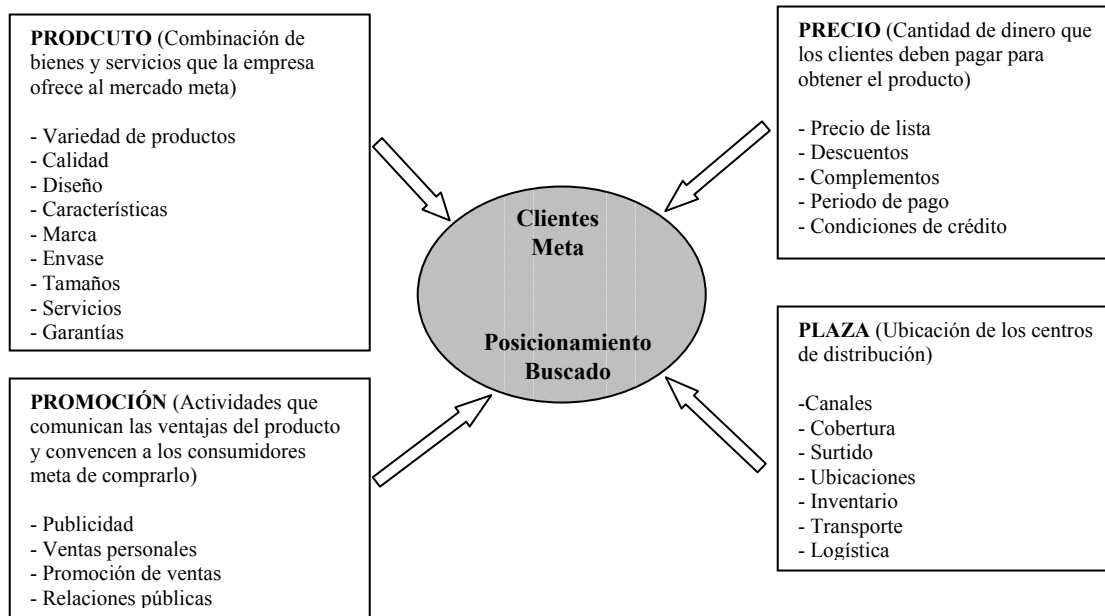 PRODCUTO (Combinación de
bienes y servicios que la empresa
ofrece al mercado meta)
- Variedad de productos
- Calidad
- Diseño
- Características
- Marca
- Envase
- Tamaños
- Servicios
- Garantías
PROMOCIÓN (Actividades que
comunican las ventajas del producto
y convencen a los consumidores
meta de comprarlo)
- Publicidad
- Ventas personales
- Promoción de ventas
- Relaciones públicas
Clientes
Meta
Posicionamiento
Buscado
PRECIO (Cantidad de dinero que
los clientes deben pagar para
obtener el producto)
- Precio de lista
- Descuentos
- Complementos
- Periodo de pago
- Condiciones de crédito
PLAZA (Ubicación de los centros
de distribución)
-Canales
- Cobertura
- Surtido
- Ubicaciones
- Inventario
- Transporte
- Logística